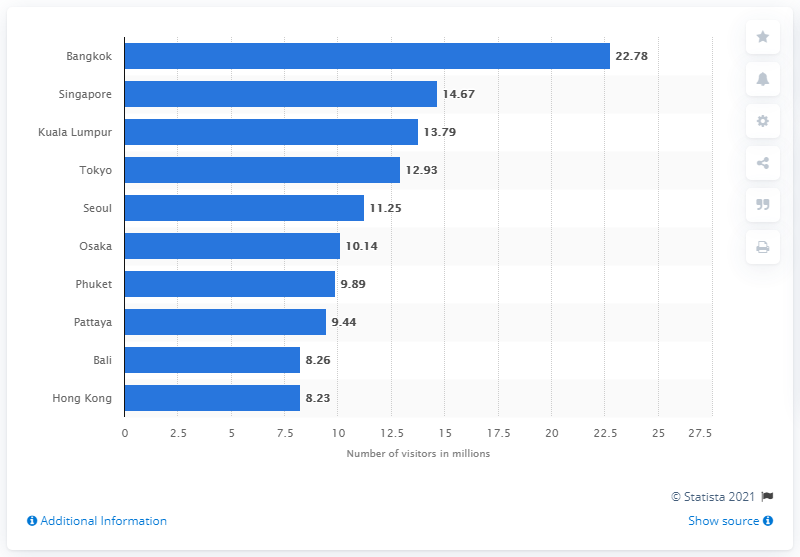 Bangkok 22.78
Singapore 14.67
Kuala Lumpur 13.79
Tokyo 12.93
Seoul 11.25
Osaka 10.14
Phuket 9.89
Pattaya 9.44
Bali 8.26
Hong Kong 8.23
0 2.5 5 7.5 10 12.5 15 17.5 20 22.5 25 27.5
Number of visitors in millions
© Statista 2021
Additional Information Show source